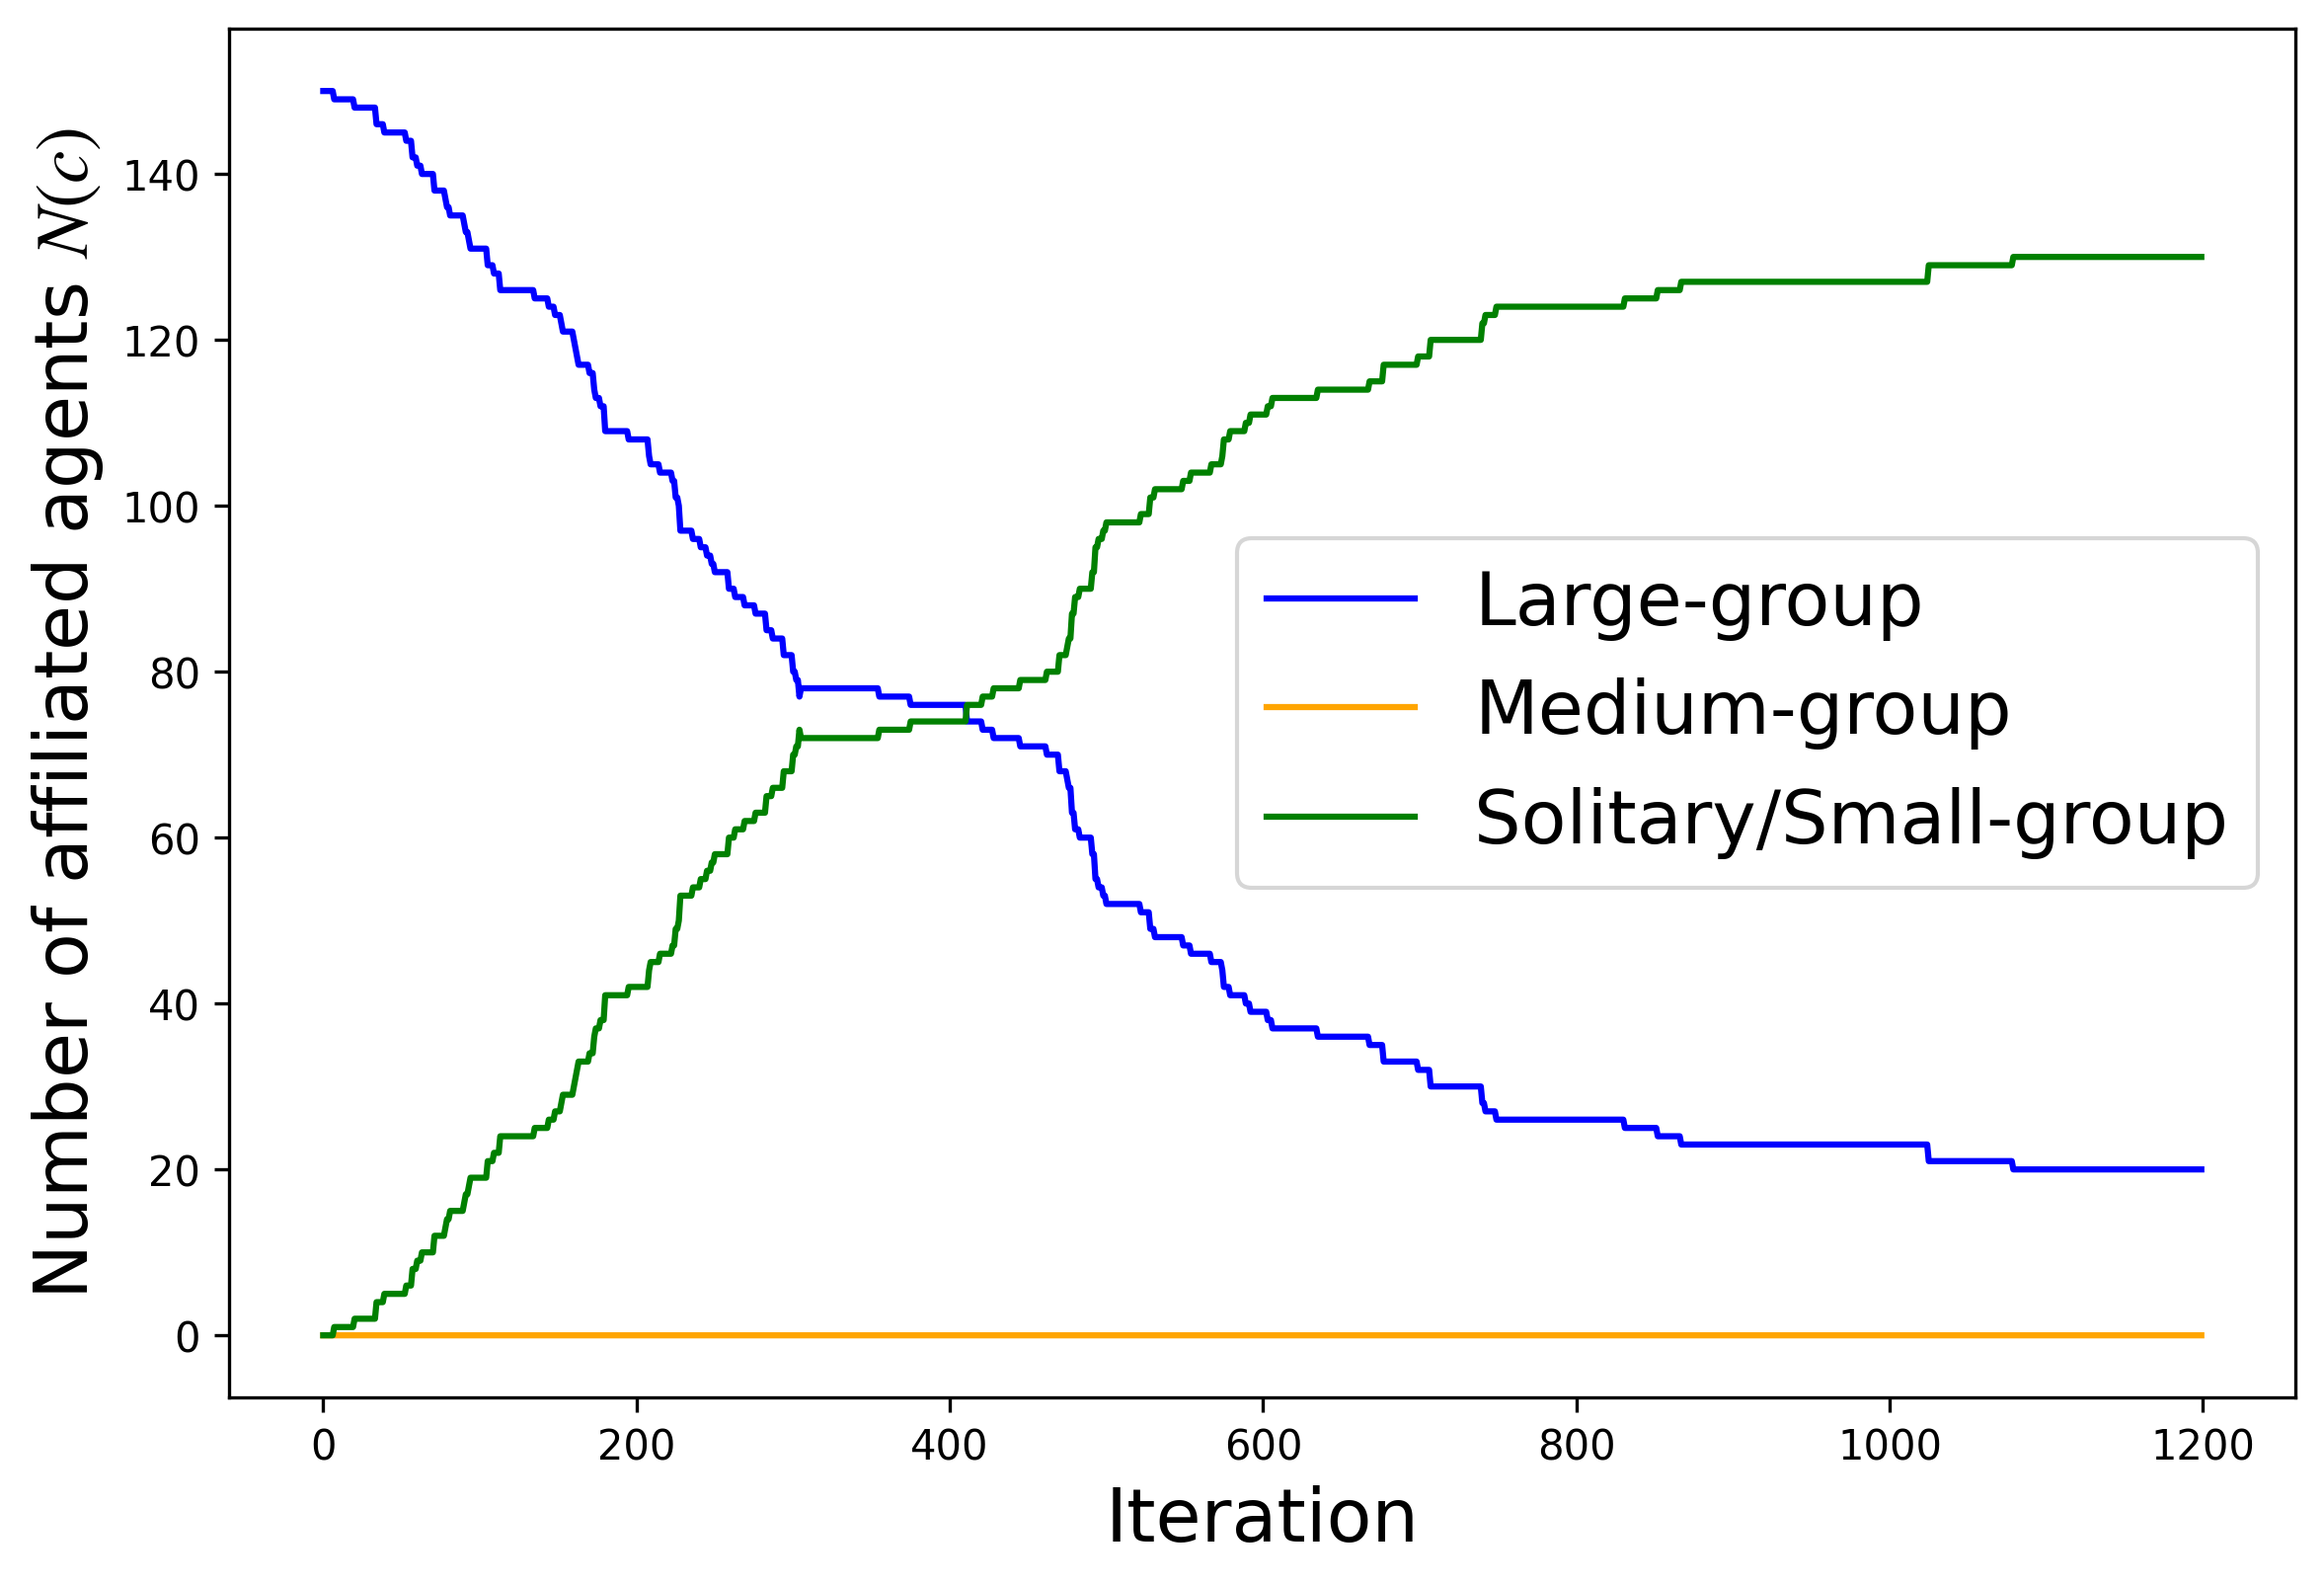 Number of affiliated agents N(c)
140
120
100
80
60
40
20
0
Large-group
Medium-group
Solitary/Small-group
0 200 400 600 800 1000 1200
Iteration